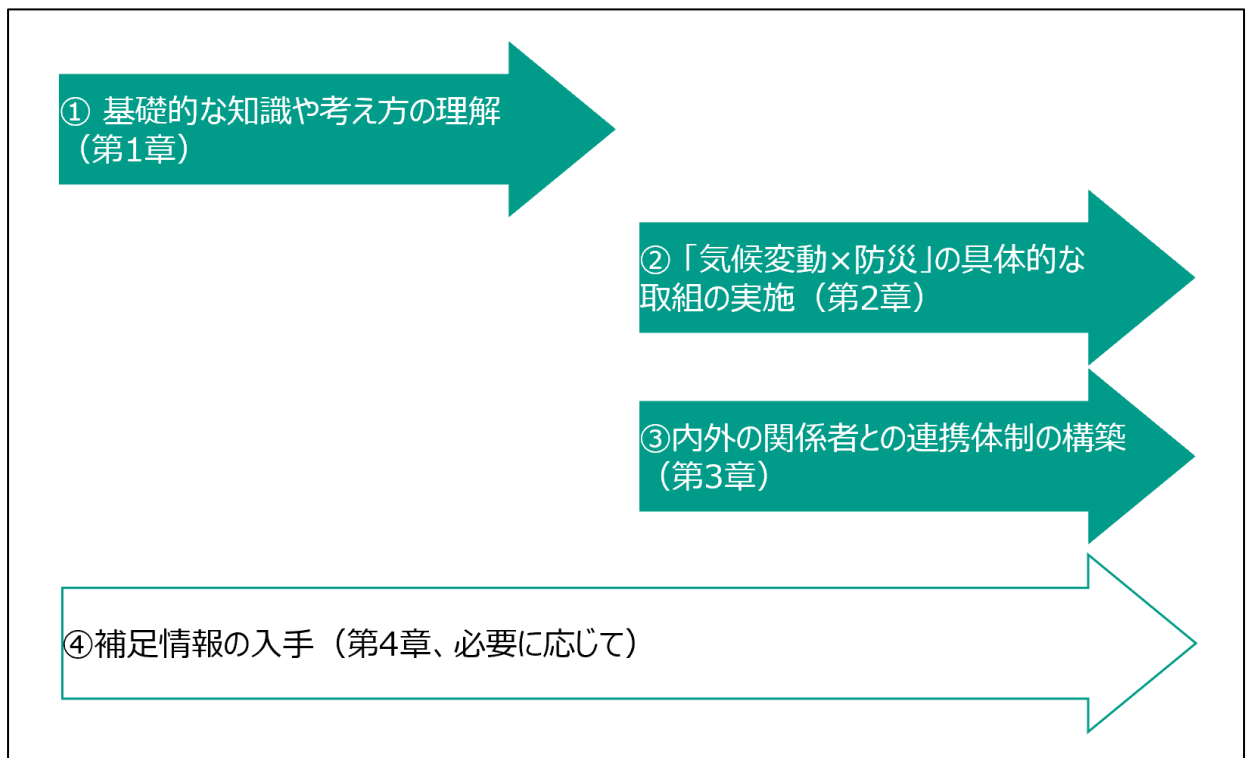 ① 基礎的な知識や考え方の理解
（第1章）
②「気候変動×防災」の具体的な
取組の実施（第2章）
③内外の関係者との連携体制の構築
（第3章）
④補足情報の入手（第4章、必要に応じて）